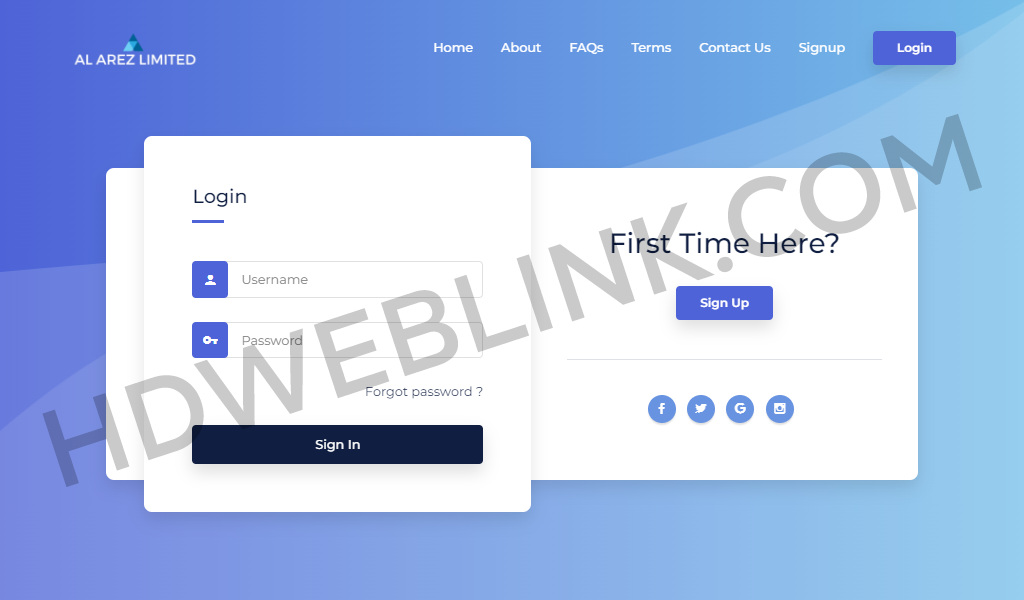 AL AREZ LIMITED
Home About FAQs Terms Contact Us Signup Login
Login
Username
Password
Forgot password ?
Sign In
First Time Here?
Sign Up
HDWEBLINK.COM